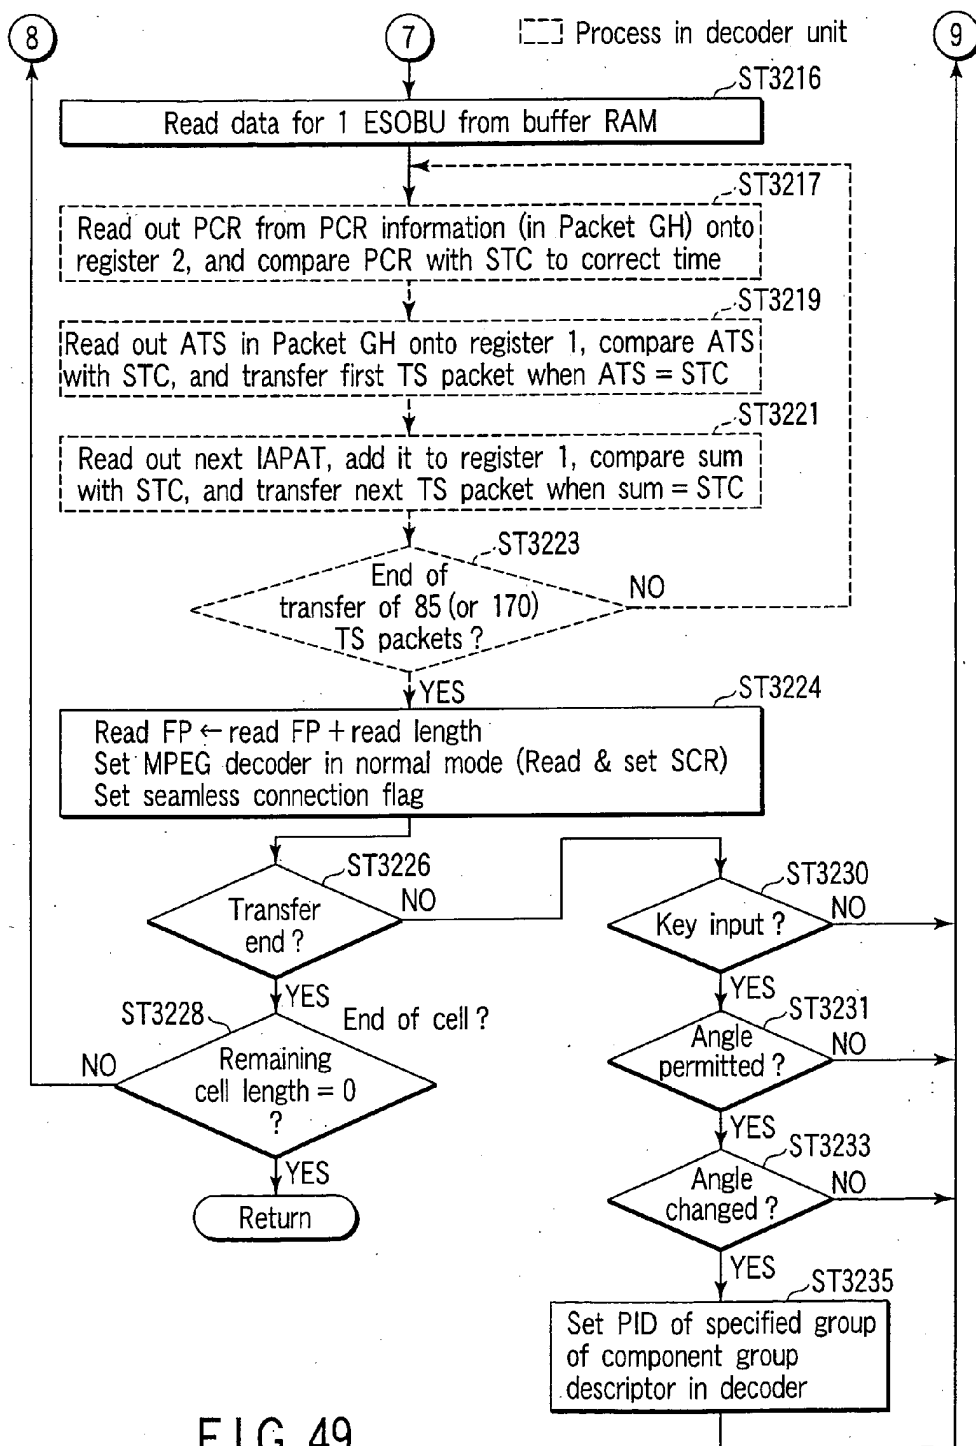 8
7
Process in decoder unit
9
ST3216
Read data for 1 ESOBU from buffer RAM
ST3217
Read out PCR from PCR information (in Packet GH) onto
register 2, and compare PCR with STC to correct time
ST3219
Read out ATS in Packet GH onto register 1, compare ATS
with STC, and transfer first TS packet when ATS = STC
ST3221
Read out next IAPAT, add it to register 1, compare sum
with STC, and transfer next TS packet when sum = STC
ST3223
End of
transfer of 85 (or 170)
TS packets ?
NO
YES
ST3224
Read FP ← read FP + read length
Set MPEG decoder in normal mode (Read & set SCR)
Set seamless connection flag
ST3226
Transfer
end ?
NO
YES
ST3228
End of cell ?
Remaining
cell length = 0
?
NO
YES
Return
ST3230
Key input ?
NO
YES
ST3231
Angle
permitted ?
NO
YES
ST3233
Angle
changed ?
NO
YES
ST3235
Set PID of specified group
of component group
descriptor in decoder
FIG. 49